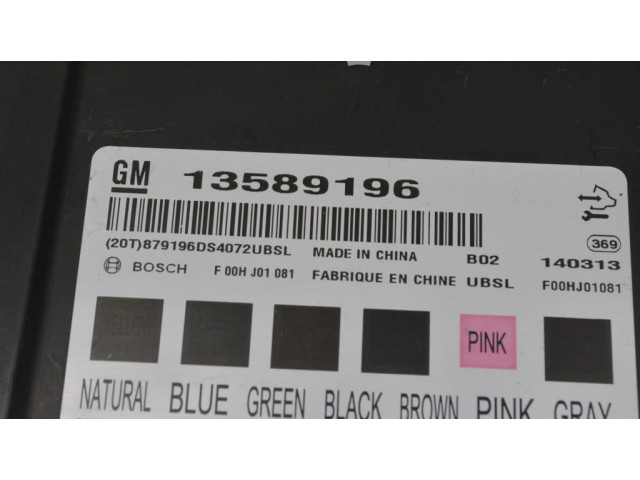 GM 13589196
(20T)879196DS4072UBSL MADE IN CHINA B02 369 140313
BOSCH F 00H J01 081 FABRIQUE EN CHINE UBSL F00HJ01081
YELLOW PINK
NATURAL BLUE GREEN BLACK BROWN PINK GRAY